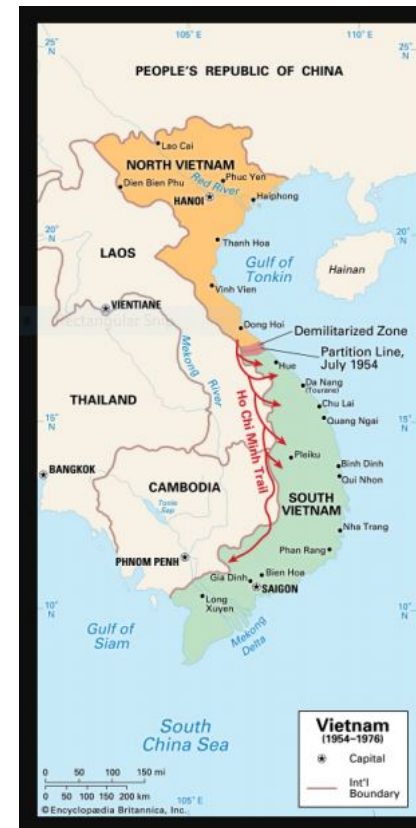 105° E
110° E
25°
N
25°
N
PEOPLE'S REPUBLIC OF CHINA
Lao Cai
NORTH VIETNAM
Phuc Yen
Dien Bien Phu
Red River
HANOI
Haiphong
20°
N
20°
N
Thanh Hoa
LAOS
Gulf of
Tonkin
Hainan
Vinh Vien
VIENTIANE
Rectangular Sni
Dong Hoi
Demilitarized Zone
Partition Line,
July 1954
Mekong
River
Hue
Da Nang
(Tourane)
Chu Lai
Quang Ngai
THAILAND
15°
N
15°
N
Ho Chi Minh Trail
Pleiku
BANGKOK
Binh Dinh
Qui Nhon
CAMBODIA
Tonle
Sap
SOUTH
VIETNAM
Nha Trang
Phan Rang
PHNOM PENH
Bien Hoa
Gia Dinh
SAIGON
Long
Xuyen
10°
N
10°
N
Gulf of
Siam
Mekong
Delta
South
China Sea
Vietnam
(1954–1976)
Capital
Int'l
Boundary
0 50 100 150 mi
0 50 100 150 200 km
105° E
© Encyclopædia Britannica, Inc.